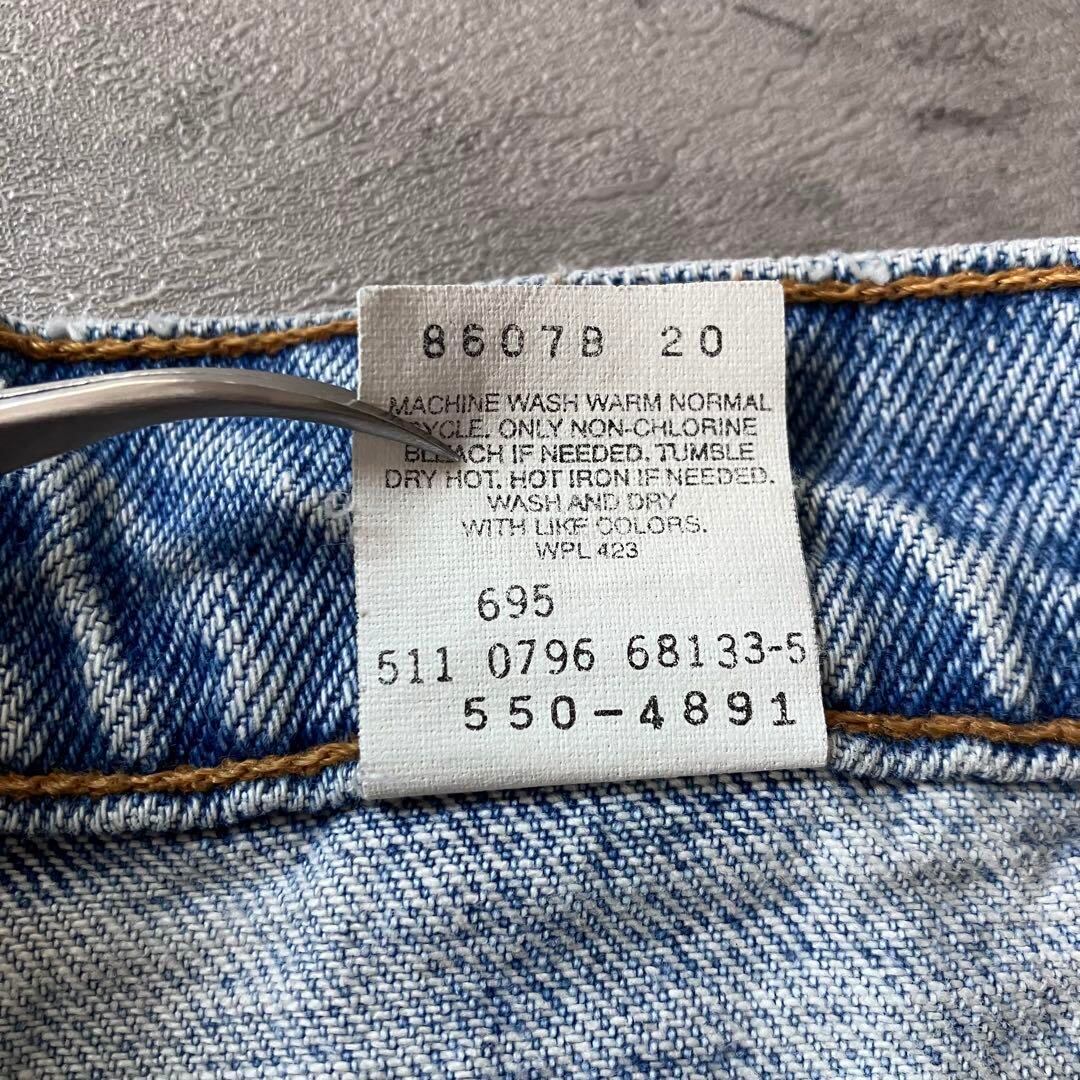 8607B 20
MACHINE WASH WARM NORMAL
CYCLE. ONLY NON-CHLORINE
BLEACH IF NEEDED. TUMBLE
DRY HOT. HOT IRON IF NEEDED.
WASH AND DRY
WITH LIKE COLORS.
WPL 423
695
511 0796 68133-5
550-4891